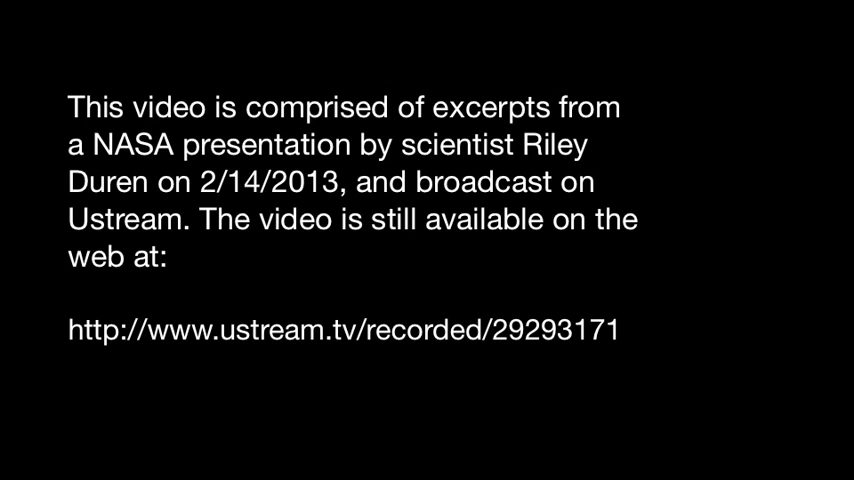 This video is comprised of excerpts from
a NASA presentation by scientist Riley
Duren on 2/14/2013, and broadcast on
Ustream. The video is still available on the
web at:
http://www.ustream.tv/recorded/29293171